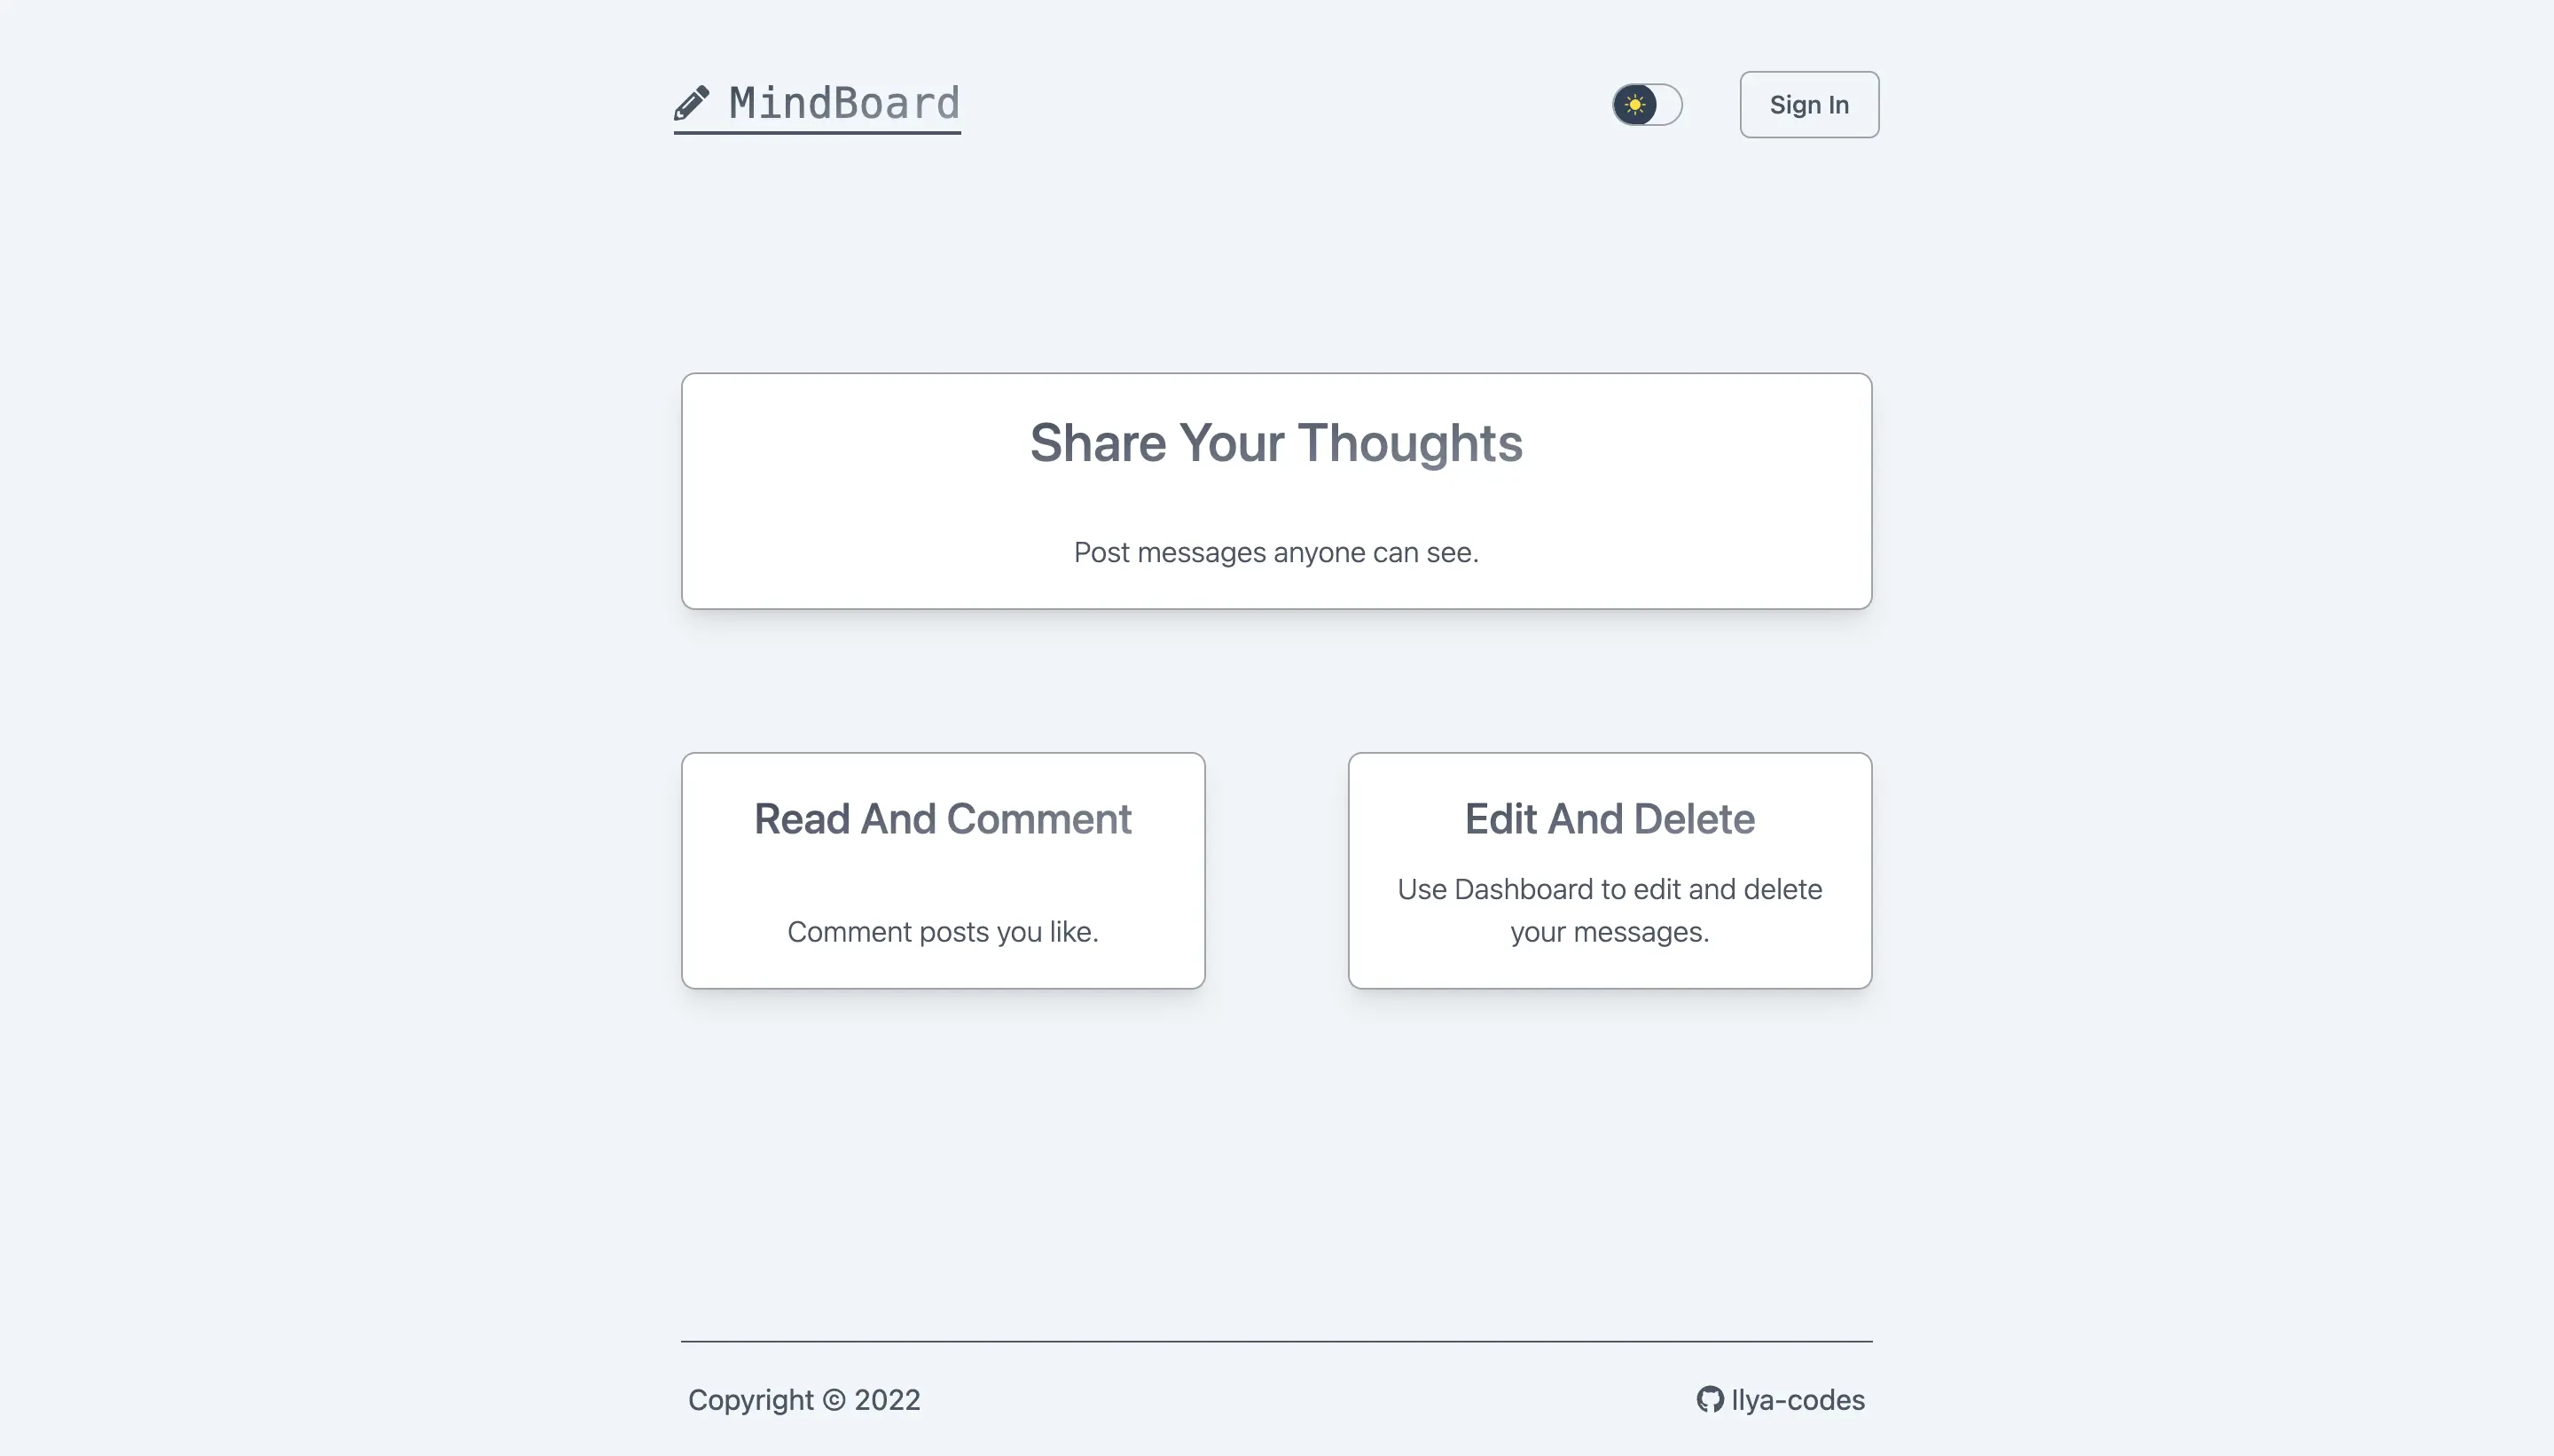 MindBoard
Sign In
Share Your Thoughts
Post messages anyone can see.
Read And Comment
Comment posts you like.
Edit And Delete
Use Dashboard to edit and delete
your messages.
Copyright © 2022
Ilya-codes